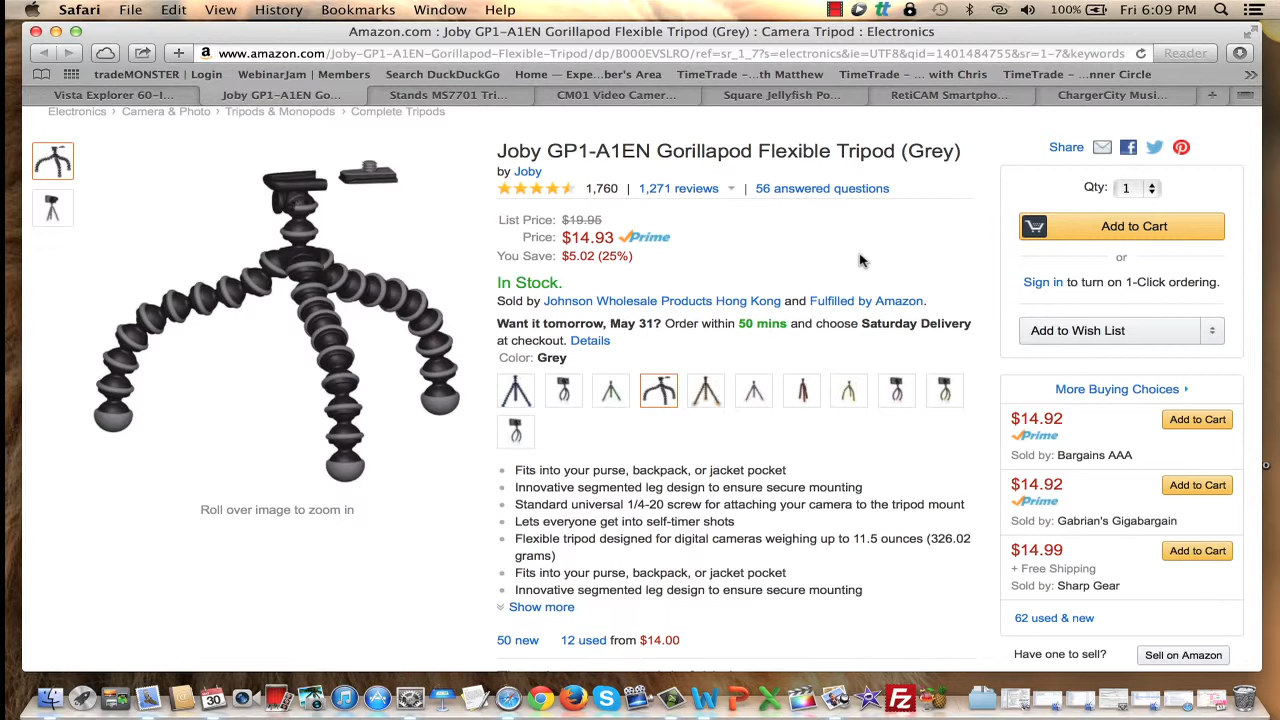 Safari File Edit View History Bookmarks Window Help 100% Fri 6:09 PM
Amazon.com : Joby GP1-A1EN Gorillapod Flexible Tripod (Grey) : Camera Tripod : Electronics
www.amazon.com/Joby-GP1-A1EN-Gorillapod-Flexible-Tripod/dp/B000EVSLRO/ref=sr_1_7?s=electronics&ie=UTF8&qid=1401484755&sr=1-7&keywords Reader
tradeMONSTER | Login WebinarJam | Members Search DuckDuckGo Home — Expe...ber's Area TimeTrade – ...th Matthew TimeTrade – ... with Chris TimeTrade – ...nner Circle
Vista Explorer 60-I... Joby GP1-A1EN Go... Stands MS7701 Tri... CM01 Video Camer... Square Jellyfish Po... RetiCAM Smartpho... ChargerCity Musi...
Electronics › Camera & Photo › Tripods & Monopods › Complete Tripods
Joby GP1-A1EN Gorillapod Flexible Tripod (Grey)
by Joby
1,760 | 1,271 reviews | 56 answered questions
List Price: $19.95
Price: $14.93 Prime
You Save: $5.02 (25%)
In Stock.
Sold by Johnson Wholesale Products Hong Kong and Fulfilled by Amazon.
Want it tomorrow, May 31? Order within 50 mins and choose Saturday Delivery
at checkout. Details
Color: Grey
Fits into your purse, backpack, or jacket pocket
Innovative segmented leg design to ensure secure mounting
Standard universal 1/4-20 screw for attaching your camera to the tripod mount
Lets everyone get into self-timer shots
Flexible tripod designed for digital cameras weighing up to 11.5 ounces (326.02
grams)
Fits into your purse, backpack, or jacket pocket
Innovative segmented leg design to ensure secure mounting
Show more
50 new 12 used from $14.00
Roll over image to zoom in
Share
Qty: 1
Add to Cart
or
Sign in to turn on 1-Click ordering.
Add to Wish List
More Buying Choices
$14.92 Add to Cart
Prime
Sold by: Bargains AAA
$14.92 Add to Cart
Prime
Sold by: Gabrian's Gigabargain
$14.99 Add to Cart
+ Free Shipping
Sold by: Sharp Gear
62 used & new
Have one to sell? Sell on Amazon
30